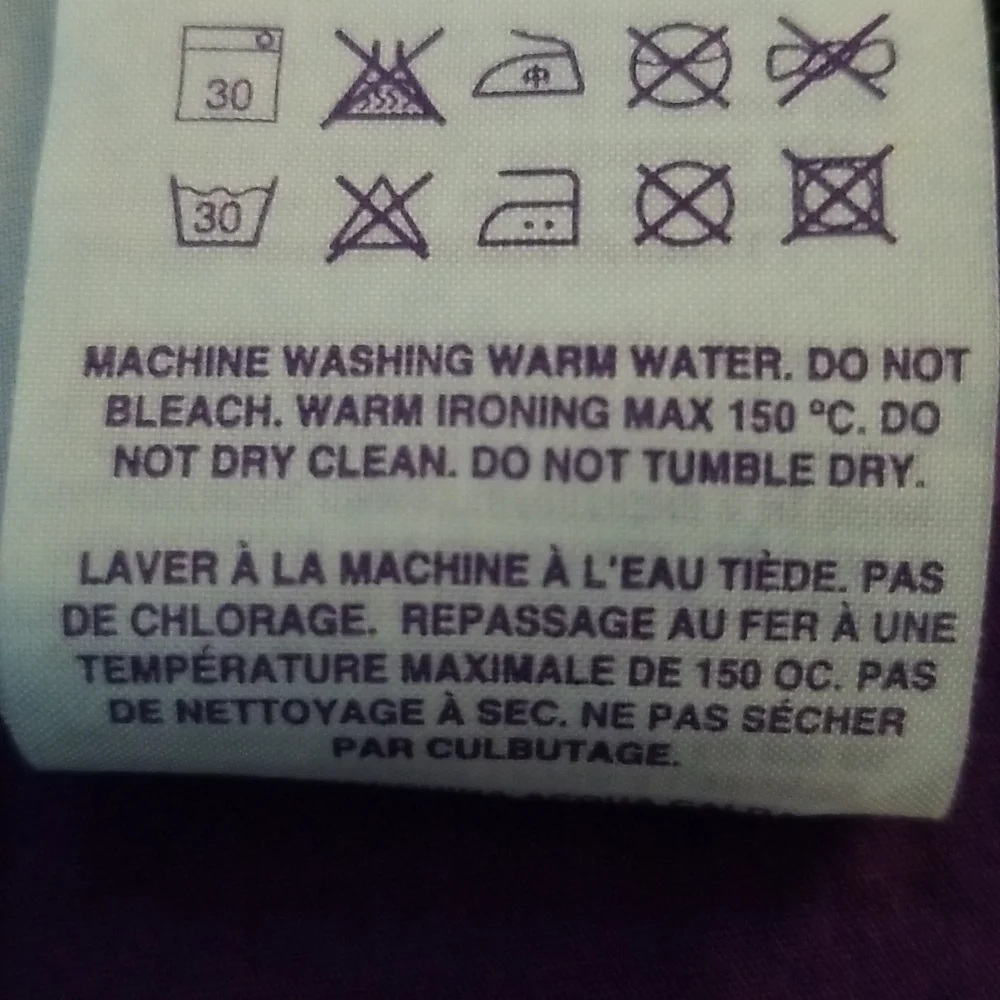 30
中
30
MACHINE WASHING WARM WATER. DO NOT
BLEACH. WARM IRONING MAX 150 ºC. DO
NOT DRY CLEAN. DO NOT TUMBLE DRY.
LAVER À LA MACHINE À L'EAU TIÈDE. PAS
DE CHLORAGE. REPASSAGE AU FER À UNE
TEMPÉRATURE MAXIMALE DE 150 OC. PAS
DE NETTOYAGE À SEC. NE PAS SÉCHER
PAR CULBUTAGE.